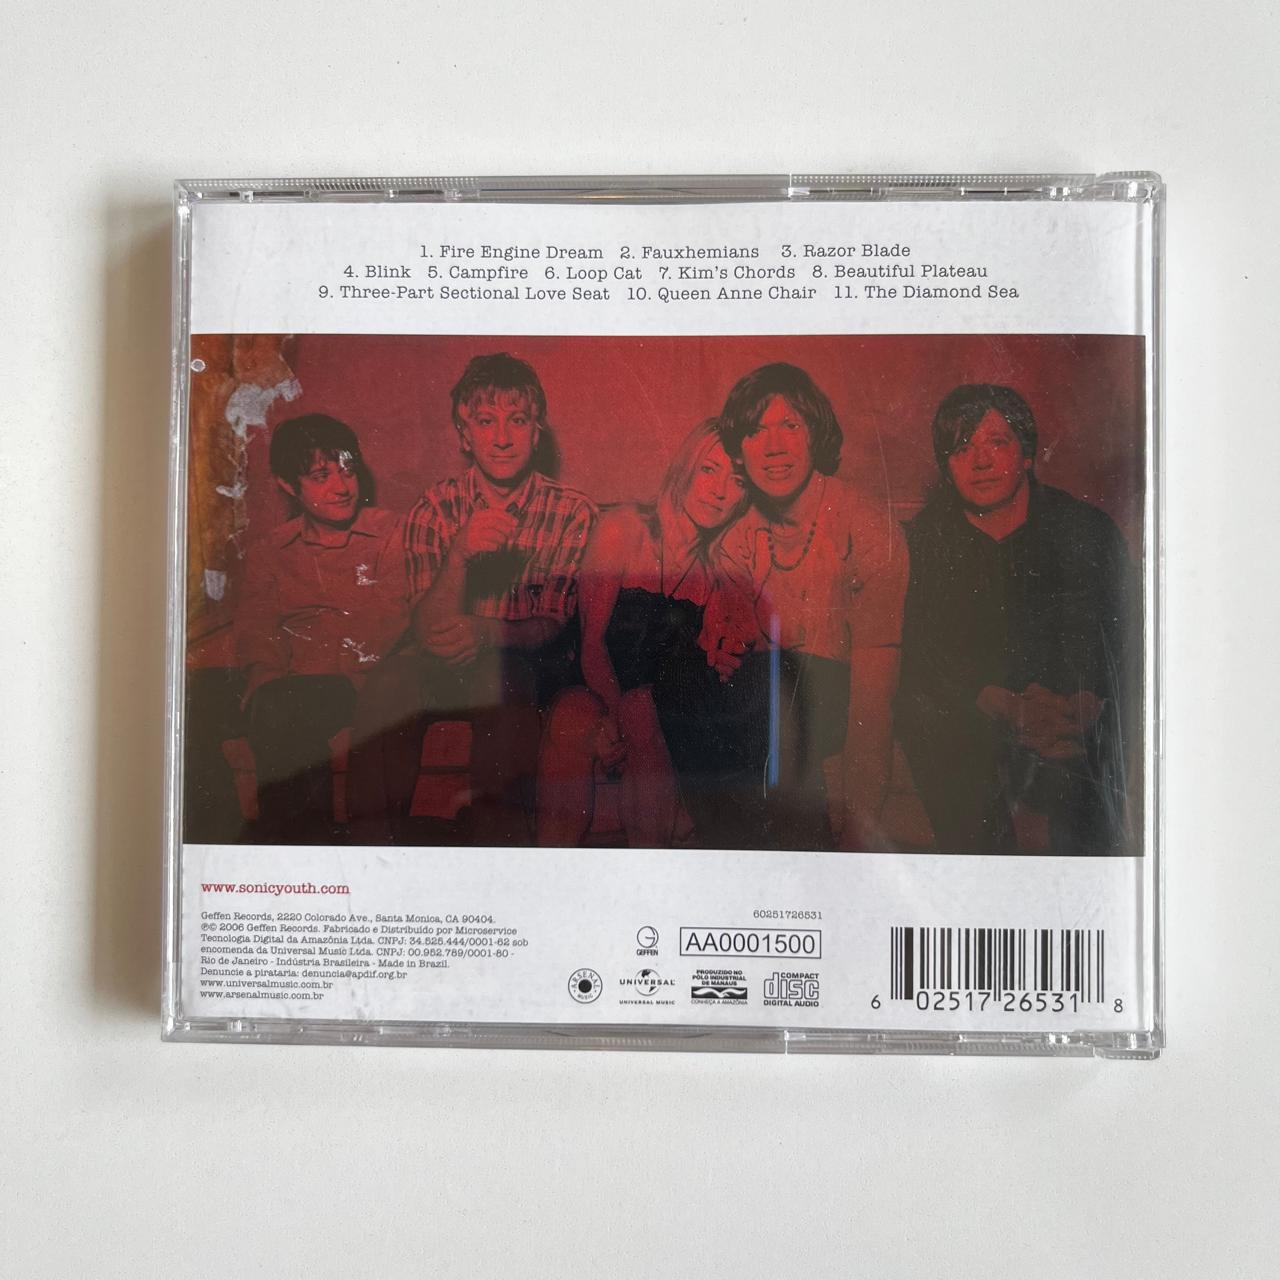 1. Fire Engine Dream 2. Fauxhemians 3. Razor Blade
4. Blink 5. Campfire 6. Loop Cat 7. Kim's Chords 8. Beautiful Plateau
9. Three-Part Sectional Love Seat 10. Queen Anne Chair 11. The Diamond Sea
www.sonicyouth.com
Geffen Records, 2220 Colorado Ave., Santa Monica, CA 90404.
℗© 2006 Geffen Records. Fabricado e Distribuído por Microservice
Tecnologia Digital da Amazônia Ltda. CNPJ: 34.525.444/0001-62 sob
encomenda da Universal Music Ltda. CNPJ: 00.952.789/0001-80 -
Rio de Janeiro - Indústria Brasileira - Made in Brazil.
Denuncie a pirataria: denuncia@apdif.org.br
www.universalmusic.com.br
www.arsenalmusic.com.br
60251726531
GEFFEN
AA0001500
ARSENAL MUSIC
UNIVERSAL
UNIVERSAL MUSIC
PRODUZIDO NO
PÓLO INDUSTRIAL
DE MANAUS
CONHEÇA A AMAZÔNIA
COMPACT
disc
DIGITAL AUDIO
6 02517 26531 8